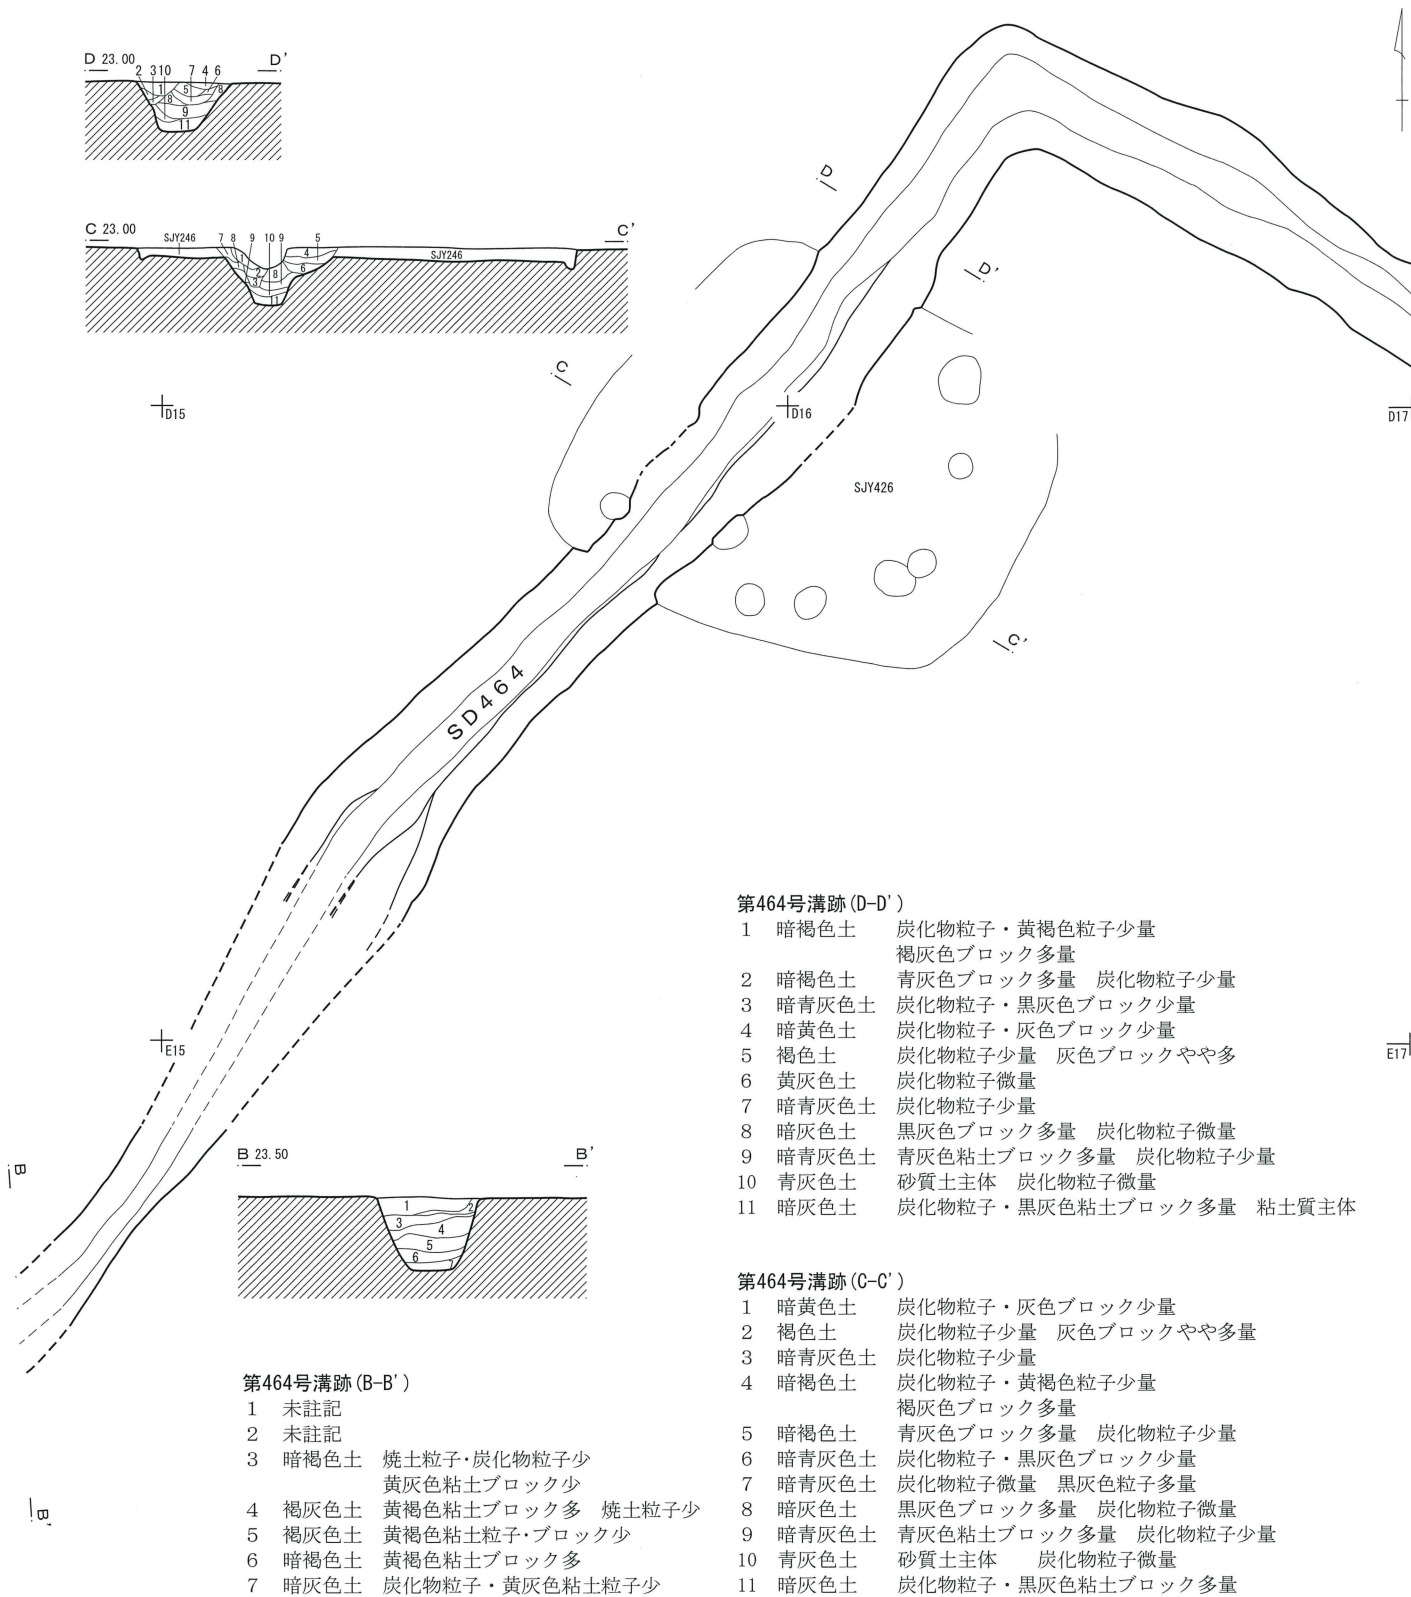 D 23.00 D'
2 3 10 7 4 6
1 5 8
8
9
11
C 23.00 C'
SJY246 7 8 9 10 9 5
1 4
2 8 6 SJY246
3
11
D
D'
C
D15
D16
D17
SJY426
C'
SD464
E15
E17
B
B'
B 23.50 B'
1 2
3 4
5
6 7
第464号溝跡(D-D')
1 暗褐色土 炭化物粒子・黄褐色粒子少量
褐灰色ブロック多量
2 暗褐色土 青灰色ブロック多量 炭化物粒子少量
3 暗青灰色土 炭化物粒子・黒灰色ブロック少量
4 暗黄色土 炭化物粒子・灰色ブロック少量
5 褐色土 炭化物粒子少量 灰色ブロックやや多
6 黄灰色土 炭化物粒子微量
7 暗青灰色土 炭化物粒子少量
8 暗灰色土 黒灰色ブロック多量 炭化物粒子微量
9 暗青灰色土 青灰色粘土ブロック多量 炭化物粒子少量
10 青灰色土 砂質土主体 炭化物粒子微量
11 暗灰色土 炭化物粒子・黒灰色粘土ブロック多量 粘土質主体
第464号溝跡(C-C')
1 暗黄色土 炭化物粒子・灰色ブロック少量
2 褐色土 炭化物粒子少量 灰色ブロックやや多量
3 暗青灰色土 炭化物粒子少量
4 暗褐色土 炭化物粒子・黄褐色粒子少量
褐灰色ブロック多量
5 暗褐色土 青灰色ブロック多量 炭化物粒子少量
6 暗青灰色土 炭化物粒子・黒灰色ブロック少量
7 暗青灰色土 炭化物粒子微量 黒灰色粒子多量
8 暗灰色土 黒灰色ブロック多量 炭化物粒子微量
9 暗青灰色土 青灰色粘土ブロック多量 炭化物粒子少量
10 青灰色土 砂質土主体 炭化物粒子微量
11 暗灰色土 炭化物粒子・黒灰色粘土ブロック多量
第464号溝跡(B-B')
1 未註記
2 未註記
3 暗褐色土 焼土粒子・炭化物粒子少
黄灰色粘土ブロック少
4 褐灰色土 黄褐色粘土ブロック多 焼土粒子少
5 褐灰色土 黄褐色粘土粒子・ブロック少
6 暗褐色土 黄褐色粘土ブロック多
7 暗灰色土 炭化物粒子・黄灰色粘土粒子少